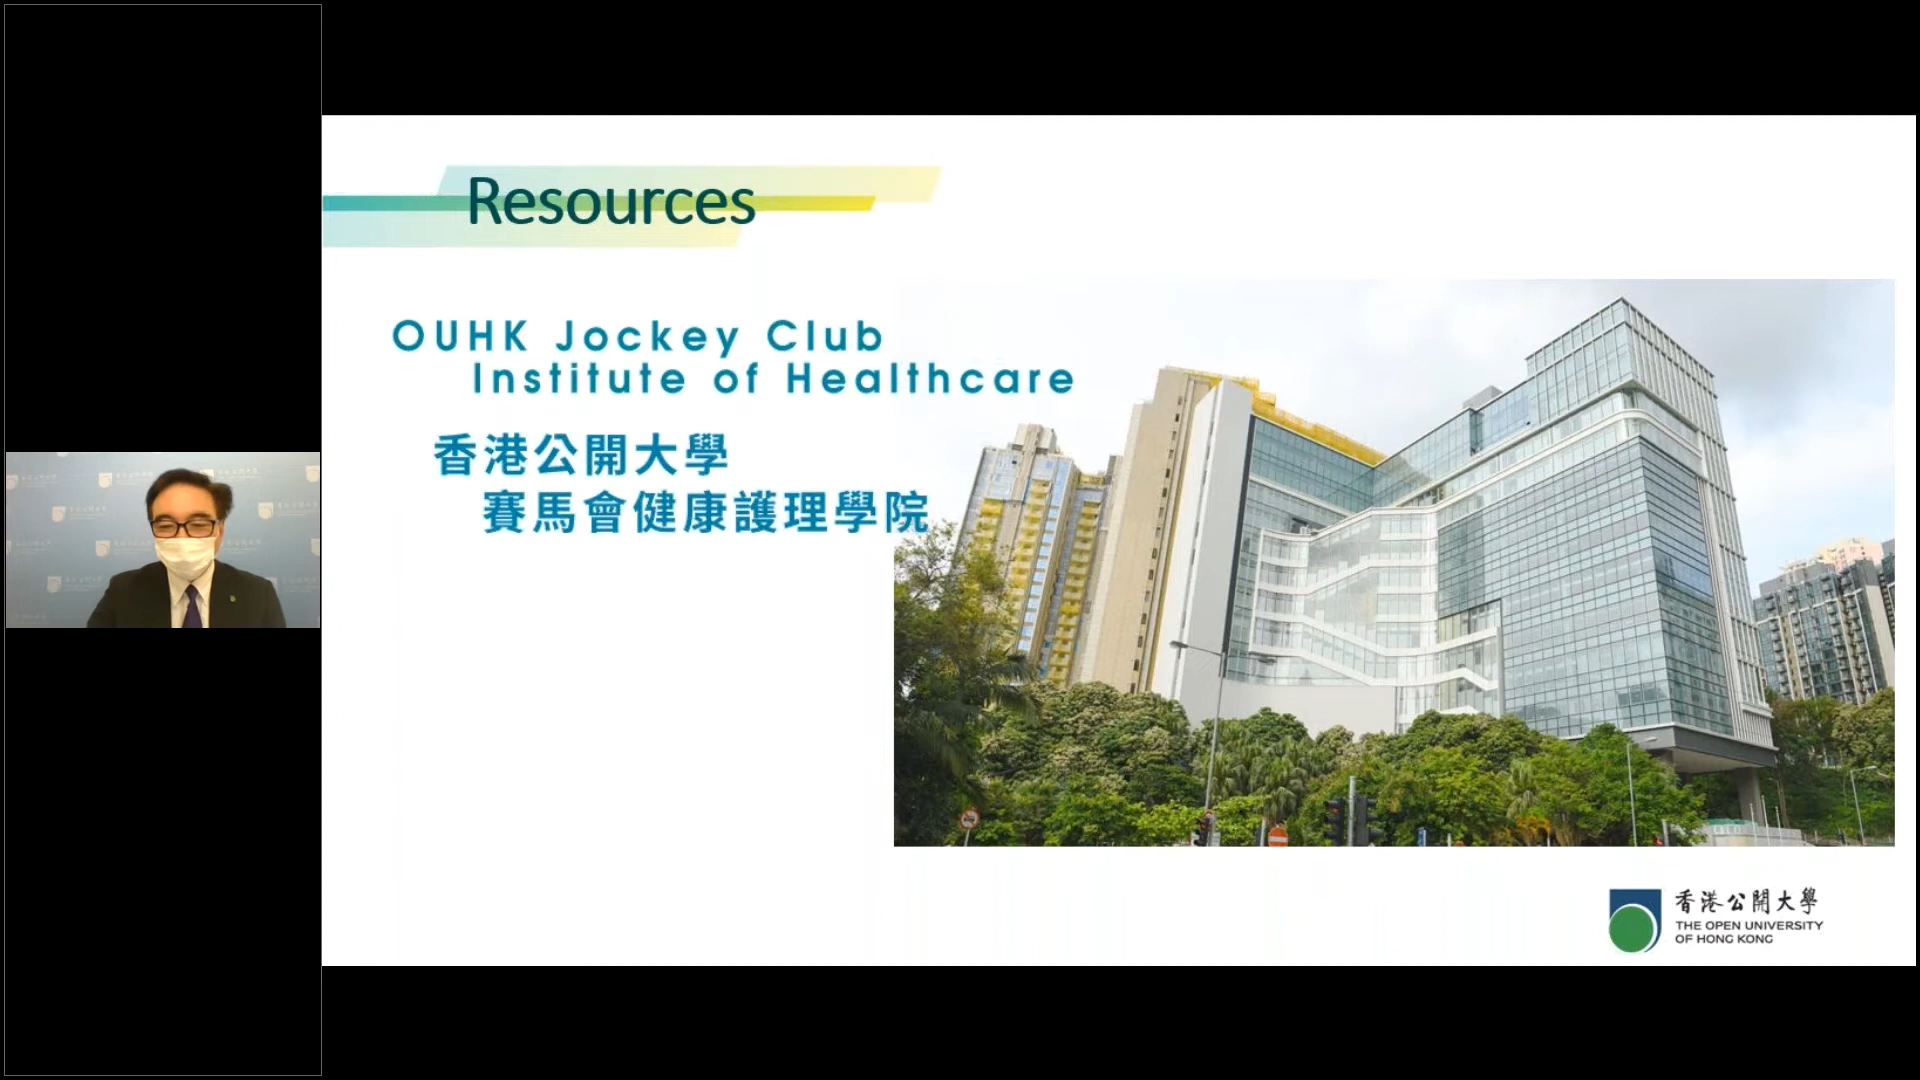 Resources
OUHK Jockey Club
Institute of Healthcare
香港公開大學
賽馬會健康護理學院
香港公開大學
THE OPEN UNIVERSITY
OF HONG KONG